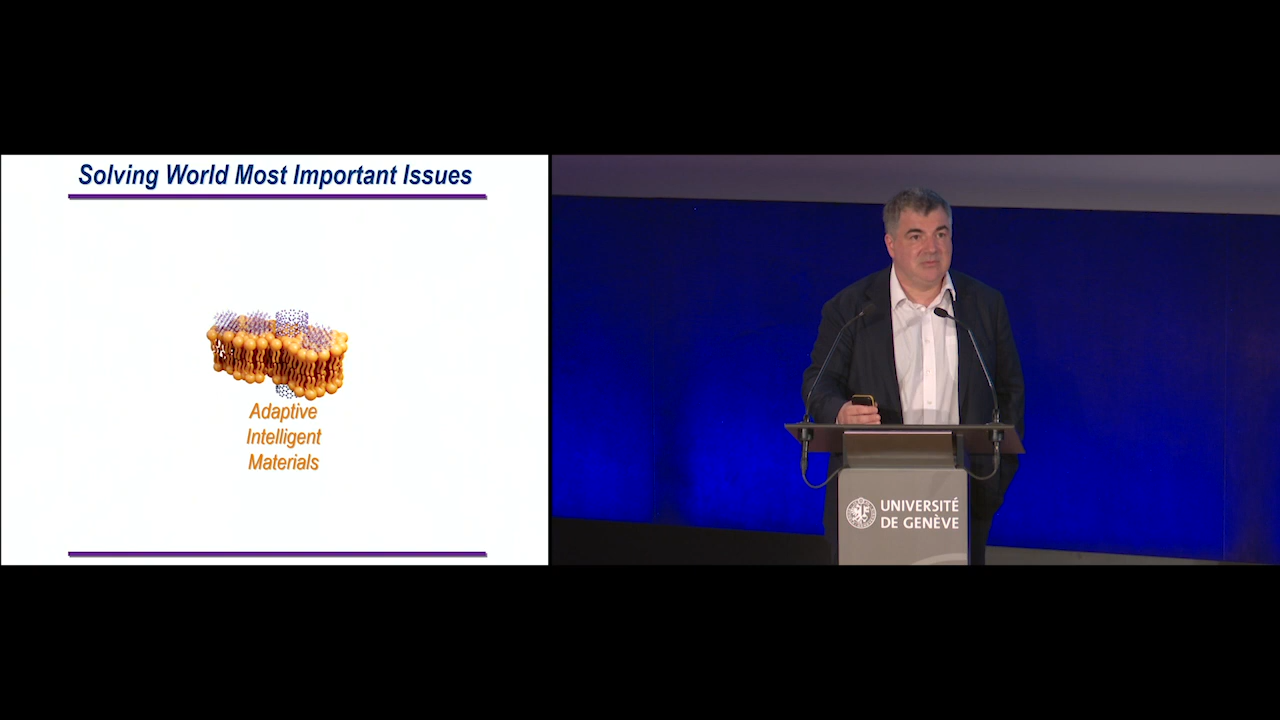 Solving World Most Important Issues
Adaptive
Intelligent
Materials
UNIVERSITÉ
DE GENÈVE